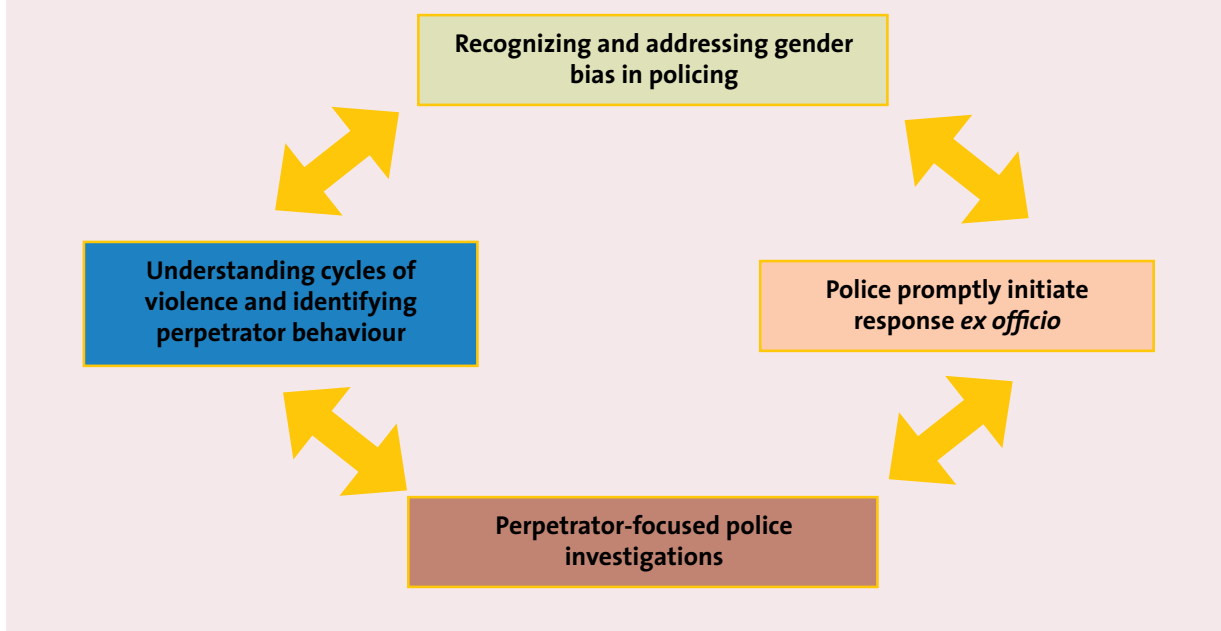 Recognizing and addressing gender
bias in policing
Understanding cycles of
violence and identifying
perpetrator behaviour
Police promptly initiate
response ex officio
Perpetrator-focused police
investigations